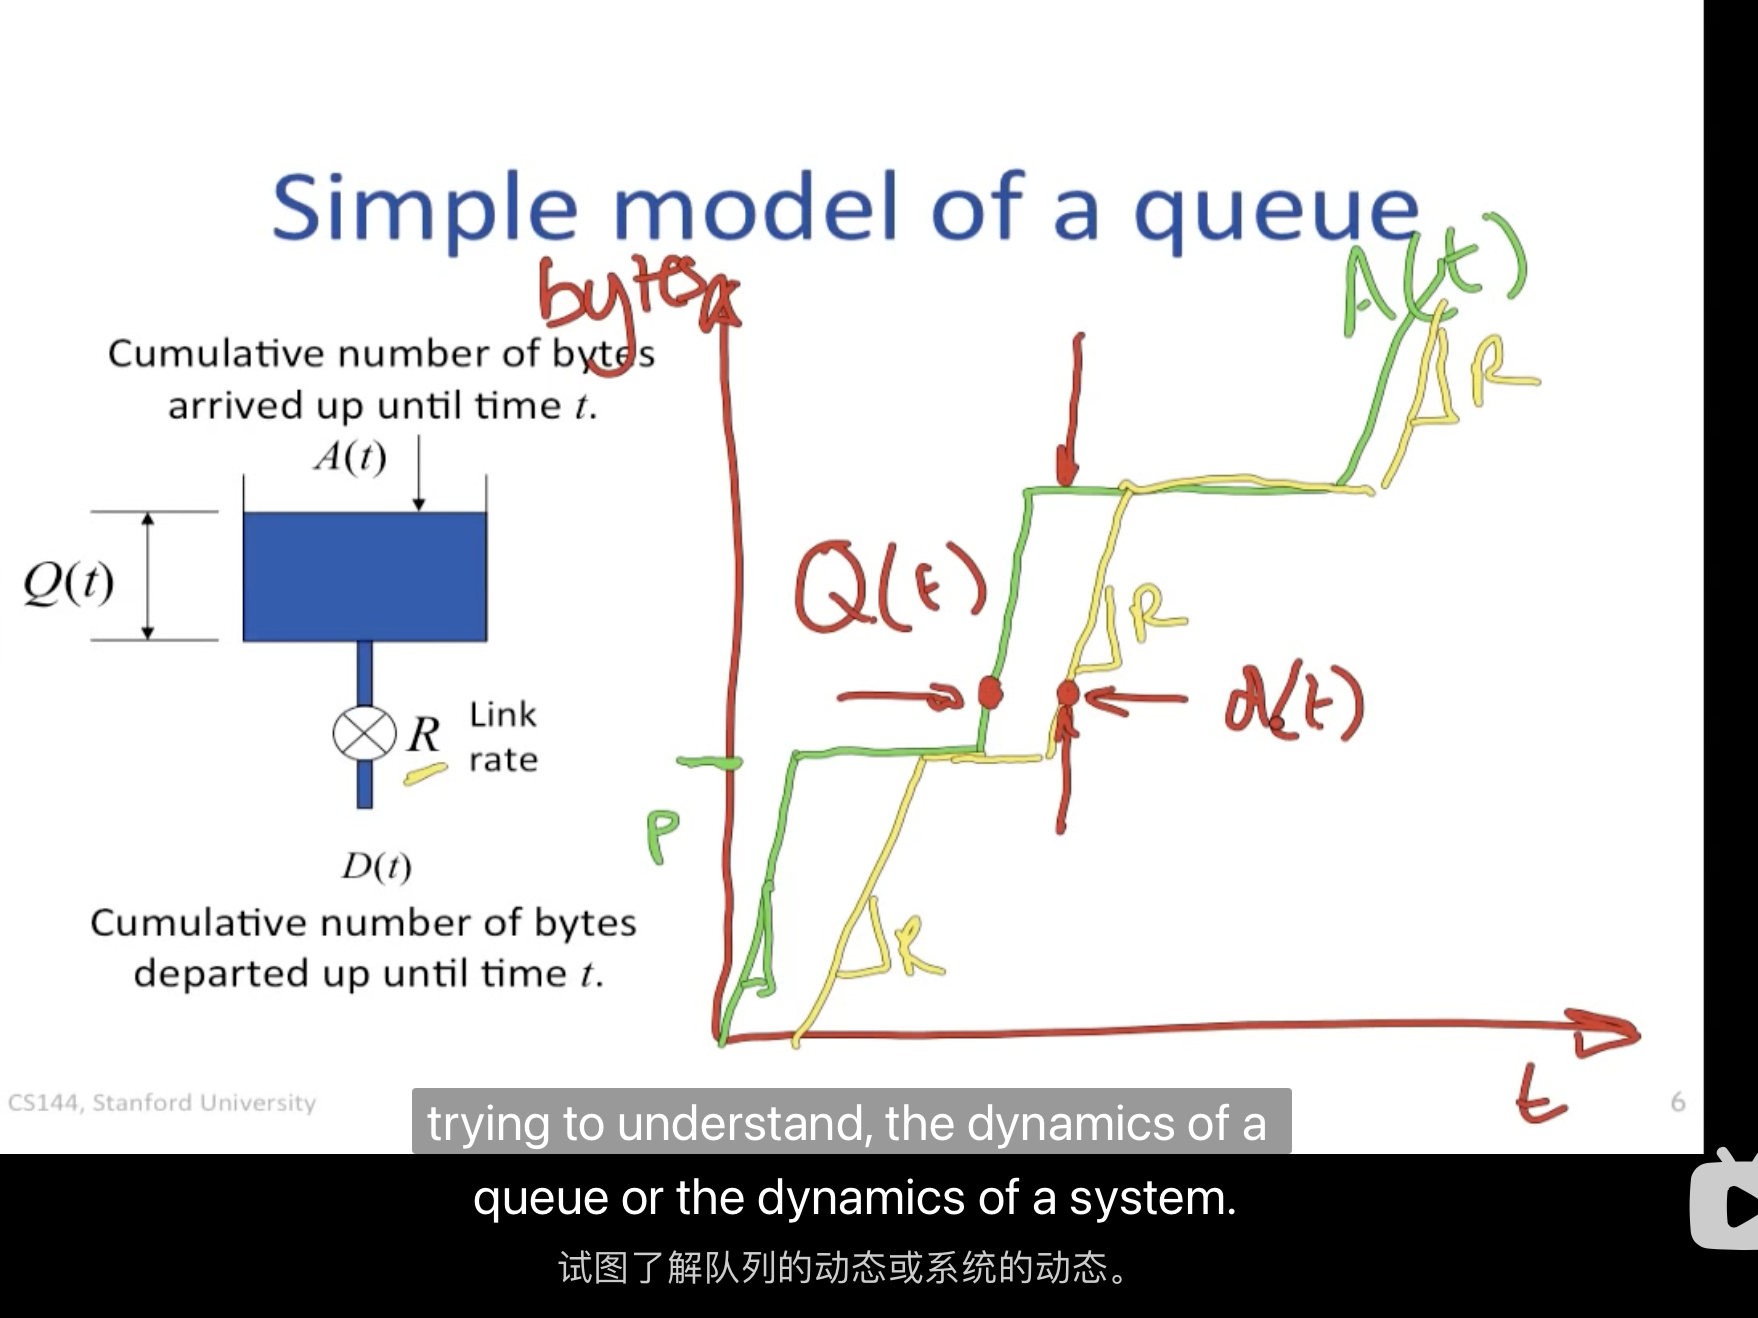 Simple model of a queue
bytes
A(t)
Cumulative number of bytes
arrived up until time t.
A(t)
R
Q(t)
Q(t)
R
d(t)
R
Link
rate
P
D(t)
Cumulative number of bytes
departed up until time t.
R
t
CS144, Stanford University
6
trying to understand, the dynamics of a
queue or the dynamics of a system.
试图了解队列的动态或系统的动态。